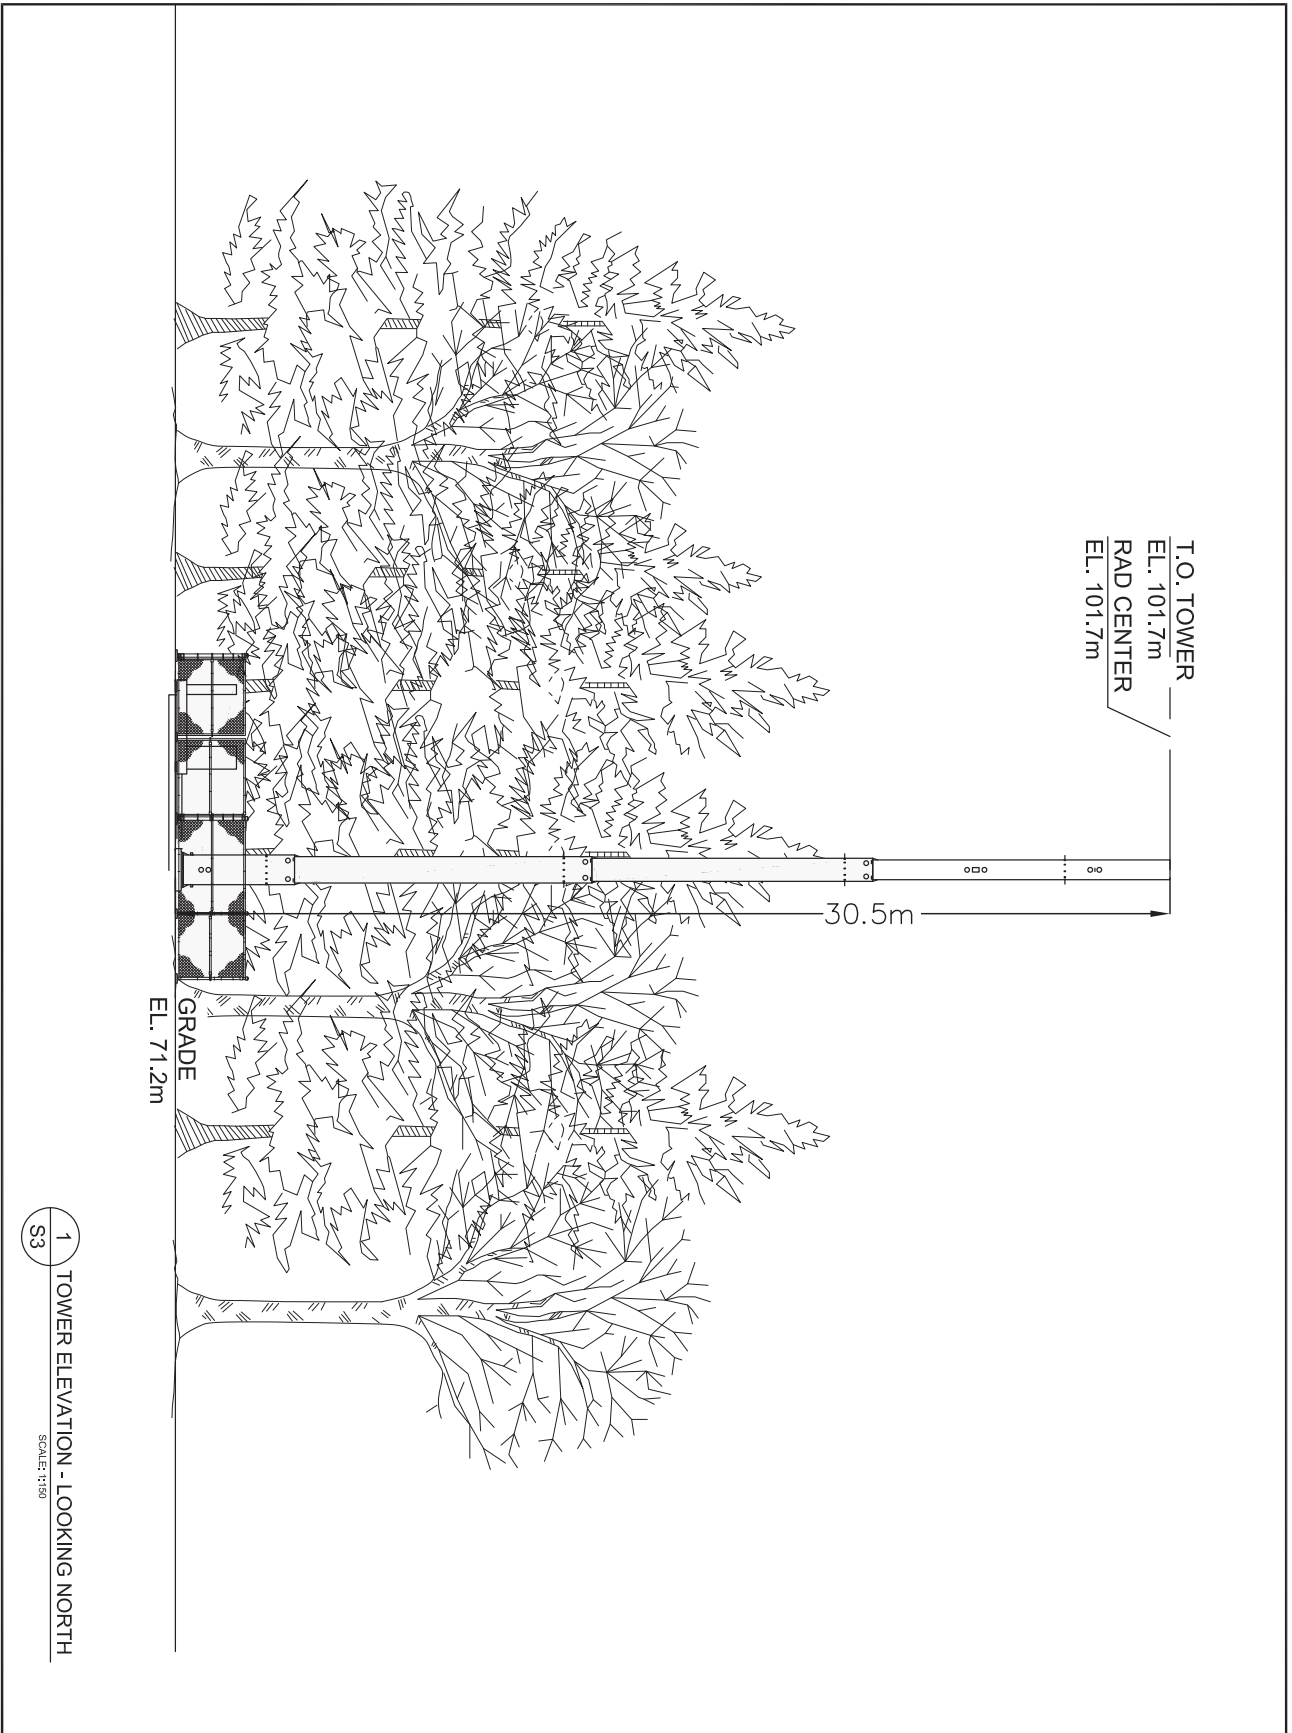 T.O. TOWER
EL. 101.7m
RAD CENTER
EL. 101.7m
30.5m
GRADE
EL. 71.2m
1
S3
TOWER ELEVATION - LOOKING NORTH
SCALE: 1:150